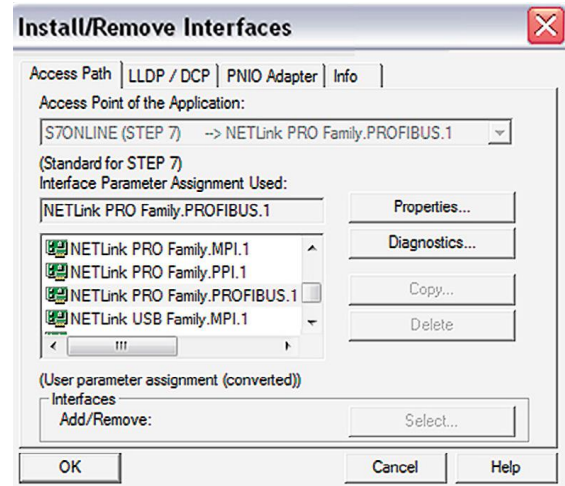 Install/Remove Interfaces
Access Path LLDP / DCP PNIO Adapter Info
Access Point of the Application:
S7ONLINE (STEP 7) --> NETLink PRO Family.PROFIBUS.1
(Standard for STEP 7)
Interface Parameter Assignment Used:
NETLink PRO Family.PROFIBUS.1
Properties...
NETLink PRO Family.MPI.1
Diagnostics...
NETLink PRO Family.PPI.1
NETLink PRO Family.PROFIBUS.1
Copy...
NETLink USB Family.MPI.1
Delete
(User parameter assignment (converted))
Interfaces
Add/Remove:
Select...
OK Cancel Help